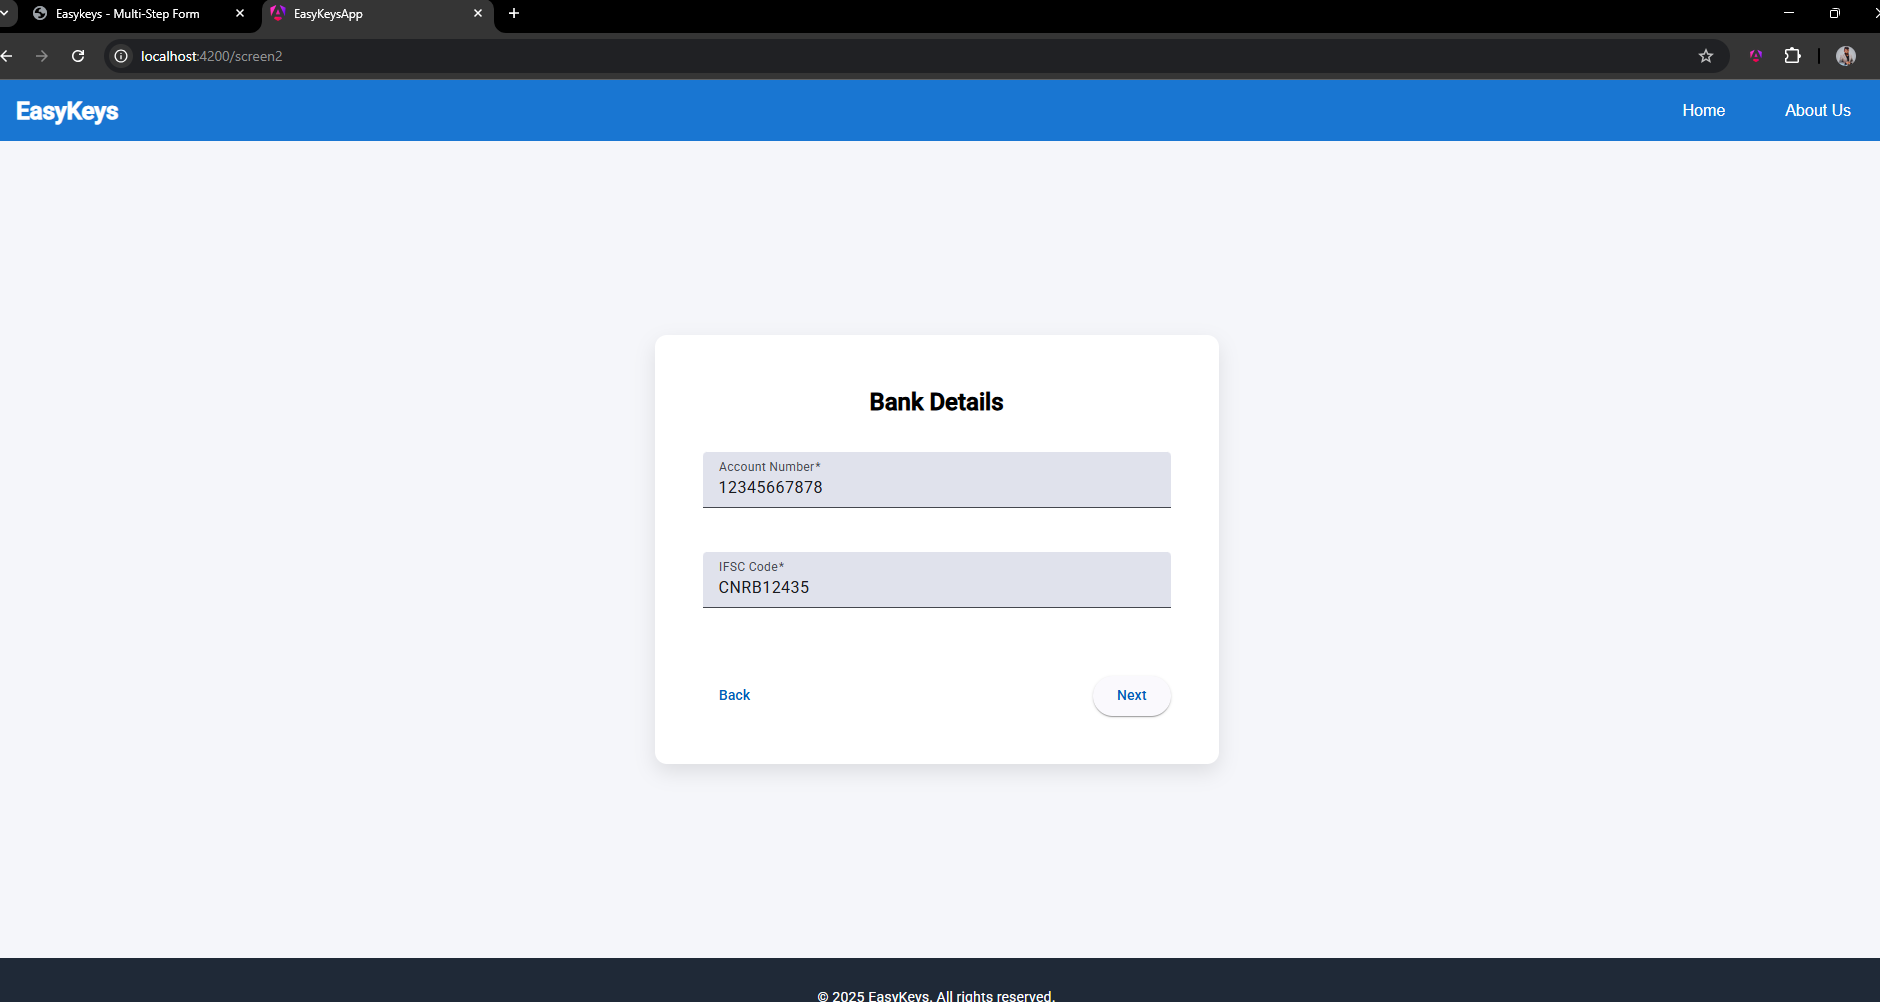 Easykeys - Multi-Step Form
EasyKeysApp
localhost:4200/screen2
EasyKeys
Home
About Us
Bank Details
Account Number*
12345667878
IFSC Code*
CNRB12435
Back
Next
© 2025 EasyKeys. All rights reserved.